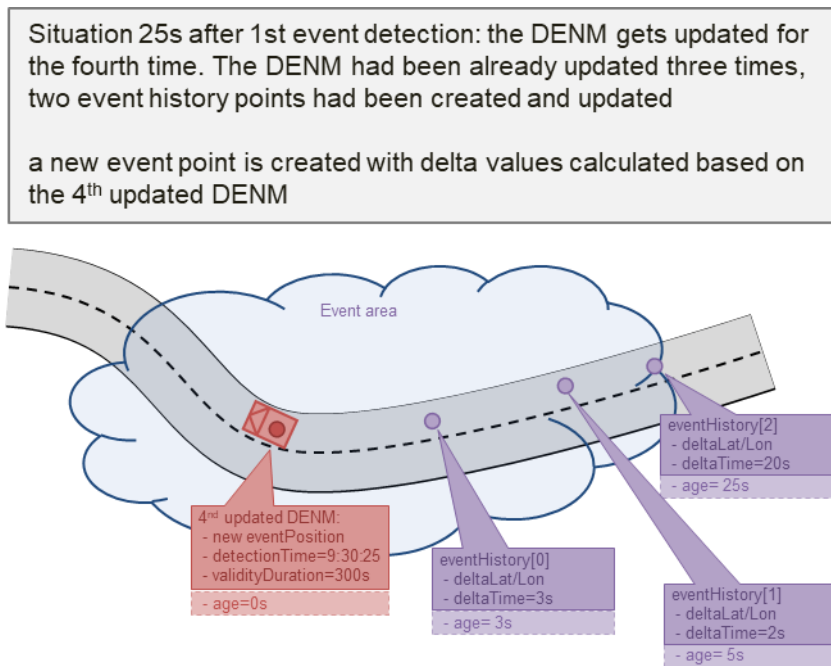 Situation 25s after 1st event detection: the DENM gets updated for
the fourth time. The DENM had been already updated three times,
two event history points had been created and updated
a new event point is created with delta values calculated based on
the 4th updated DENM
Event area
eventHistory[2]
- deltaLat/Lon
- deltaTime=20s
- age= 25s
4nd updated DENM:
- new eventPosition
- detectionTime=9:30:25
- validityDuration=300s
- age=0s
eventHistory[0]
- deltaLat/Lon
- deltaTime=3s
- age= 3s
eventHistory[1]
- deltaLat/Lon
- deltaTime=2s
- age= 5s